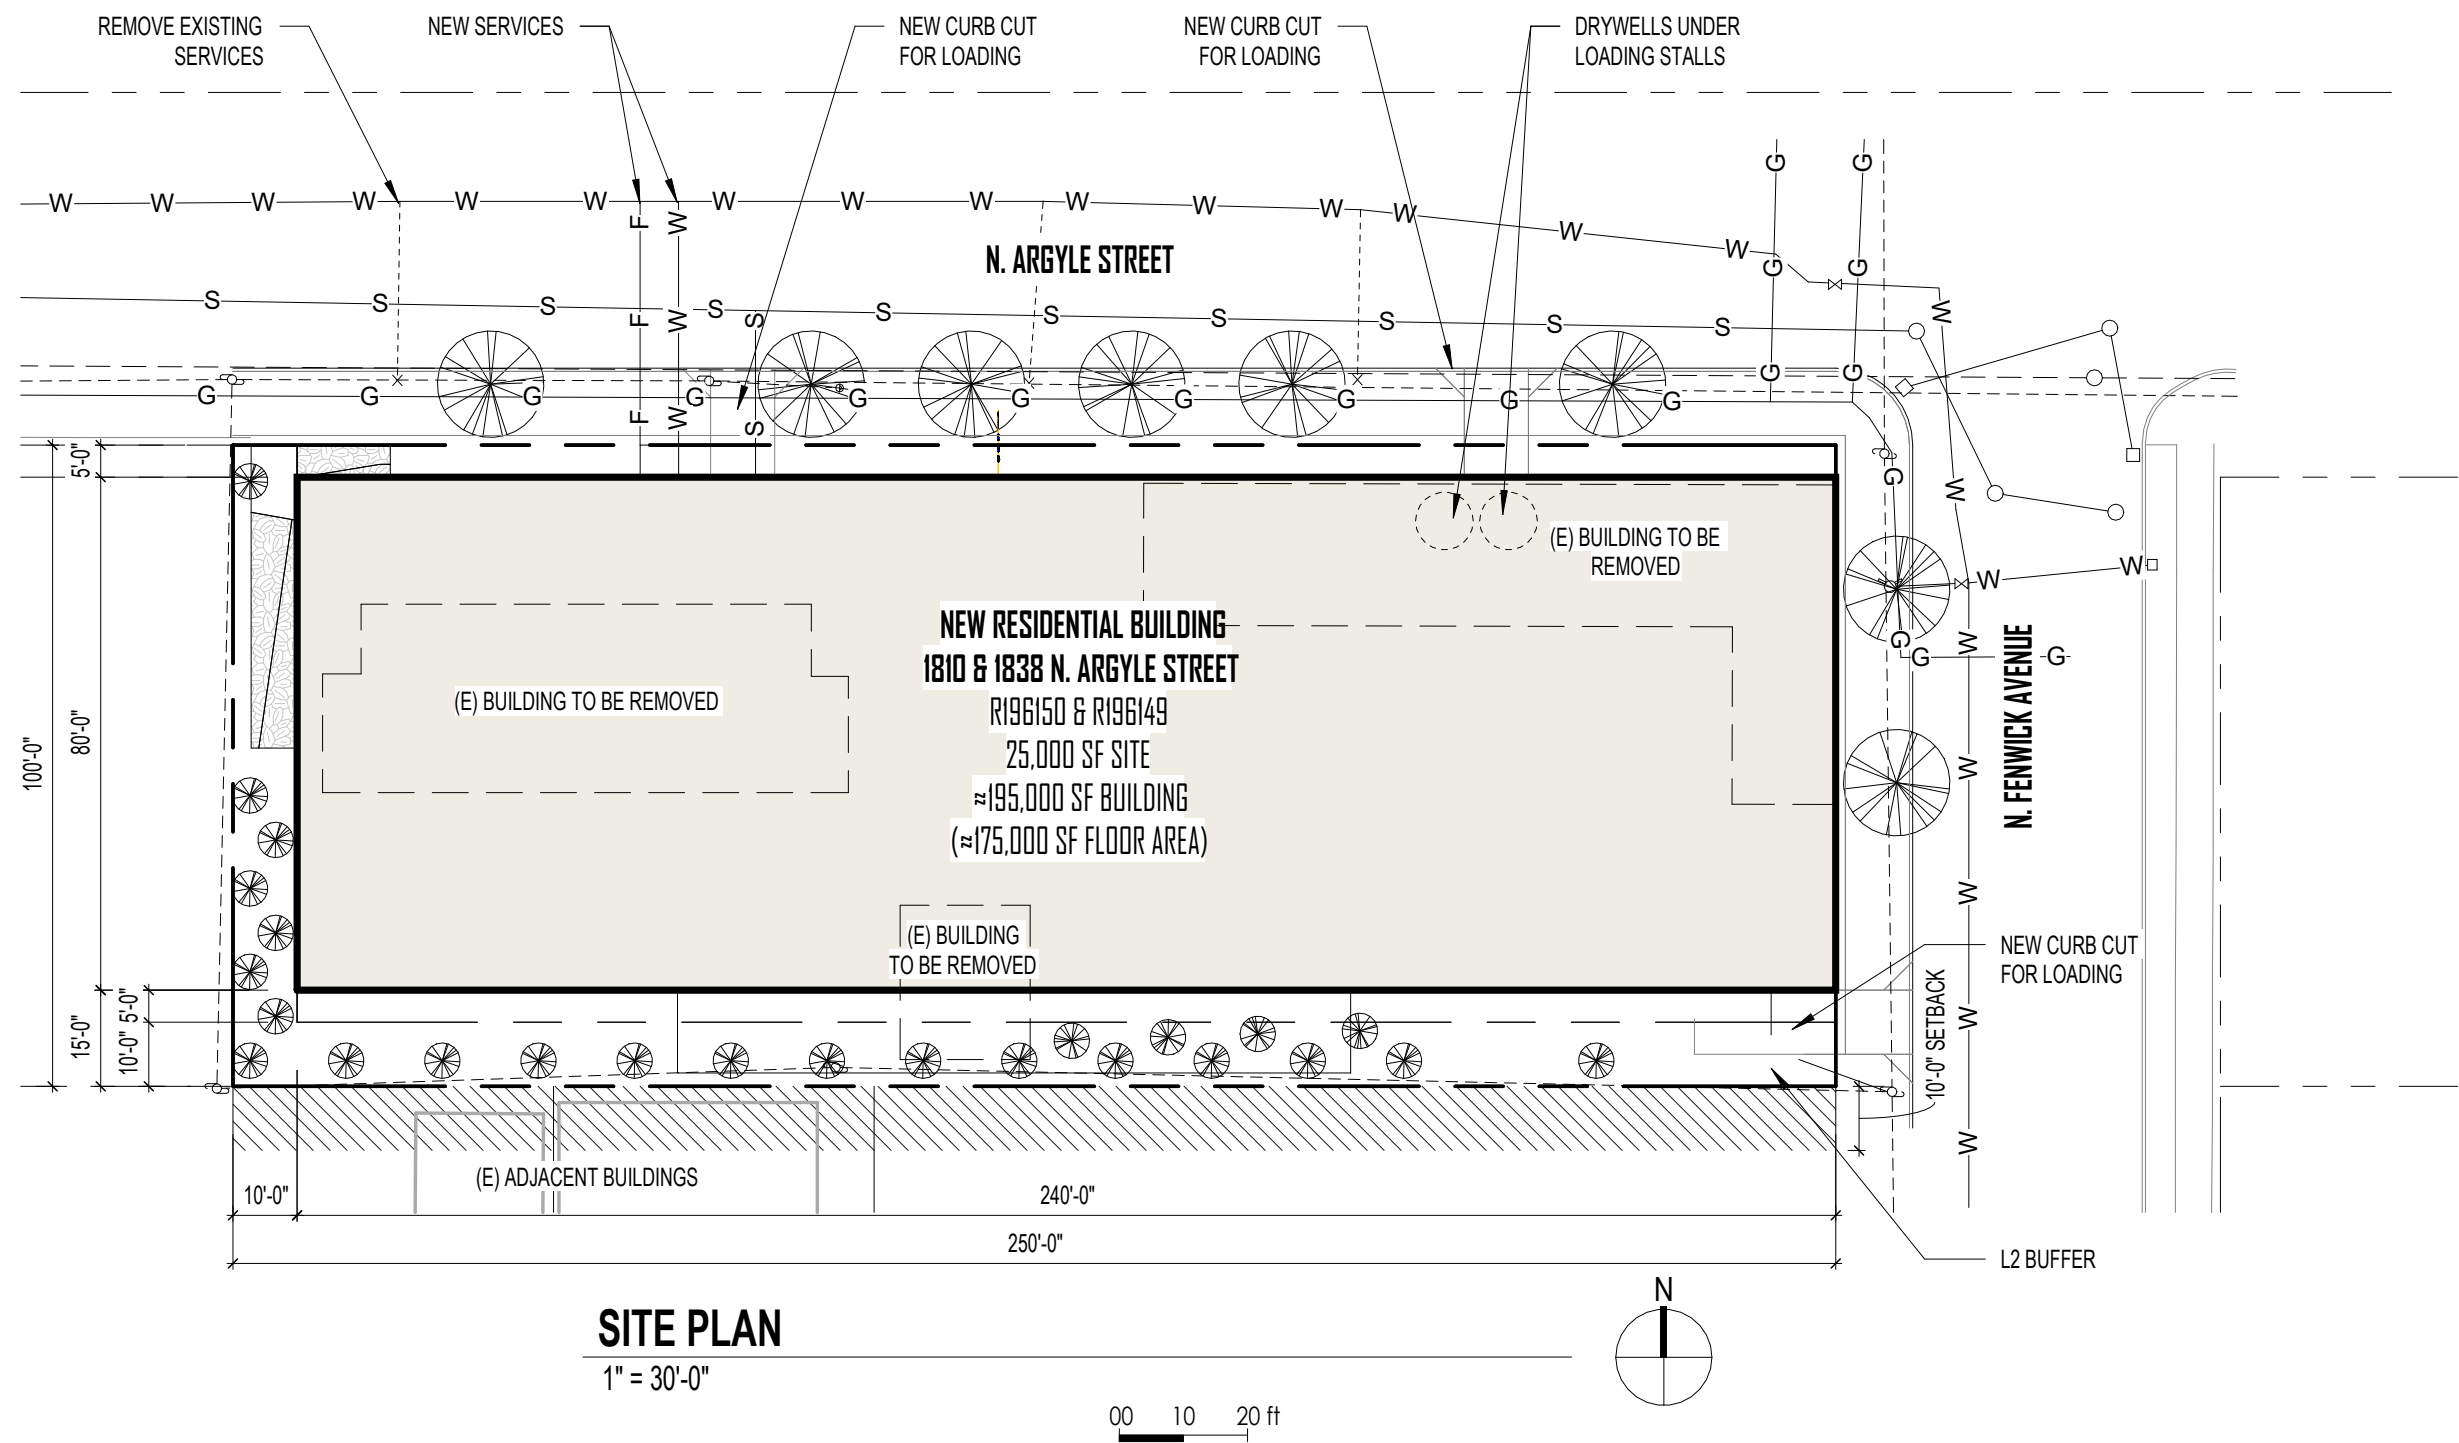 REMOVE EXISTING
SERVICES
NEW SERVICES
NEW CURB CUT
FOR LOADING
NEW CURB CUT
FOR LOADING
DRYWELLS UNDER
LOADING STALLS
G G
W W W W W W W W W W W W W W W
F W
N. ARGYLE STREET
G G
S S S S S S S S S S
F W S
W
G G G G G G G G G G G G
F W S
G
W
5'-0"
(E) BUILDING TO BE
REMOVED
W W
NEW RESIDENTIAL BUILDING
1810 & 1838 N. ARGYLE STREET
R196150 & R196149
25,000 SF SITE
≈195,000 SF BUILDING
(≈175,000 SF FLOOR AREA)
(E) BUILDING TO BE REMOVED
G G G
W
N. FENWICK AVENUE
100'-0"
80'-0"
W
W
(E) BUILDING
TO BE REMOVED
NEW CURB CUT
FOR LOADING
W
15'-0"
10'-0" 5'-0"
10'-0" SETBACK
W
(E) ADJACENT BUILDINGS
10'-0"
240'-0"
250'-0"
L2 BUFFER
N
SITE PLAN
1" = 30'-0"
00 10 20 ft